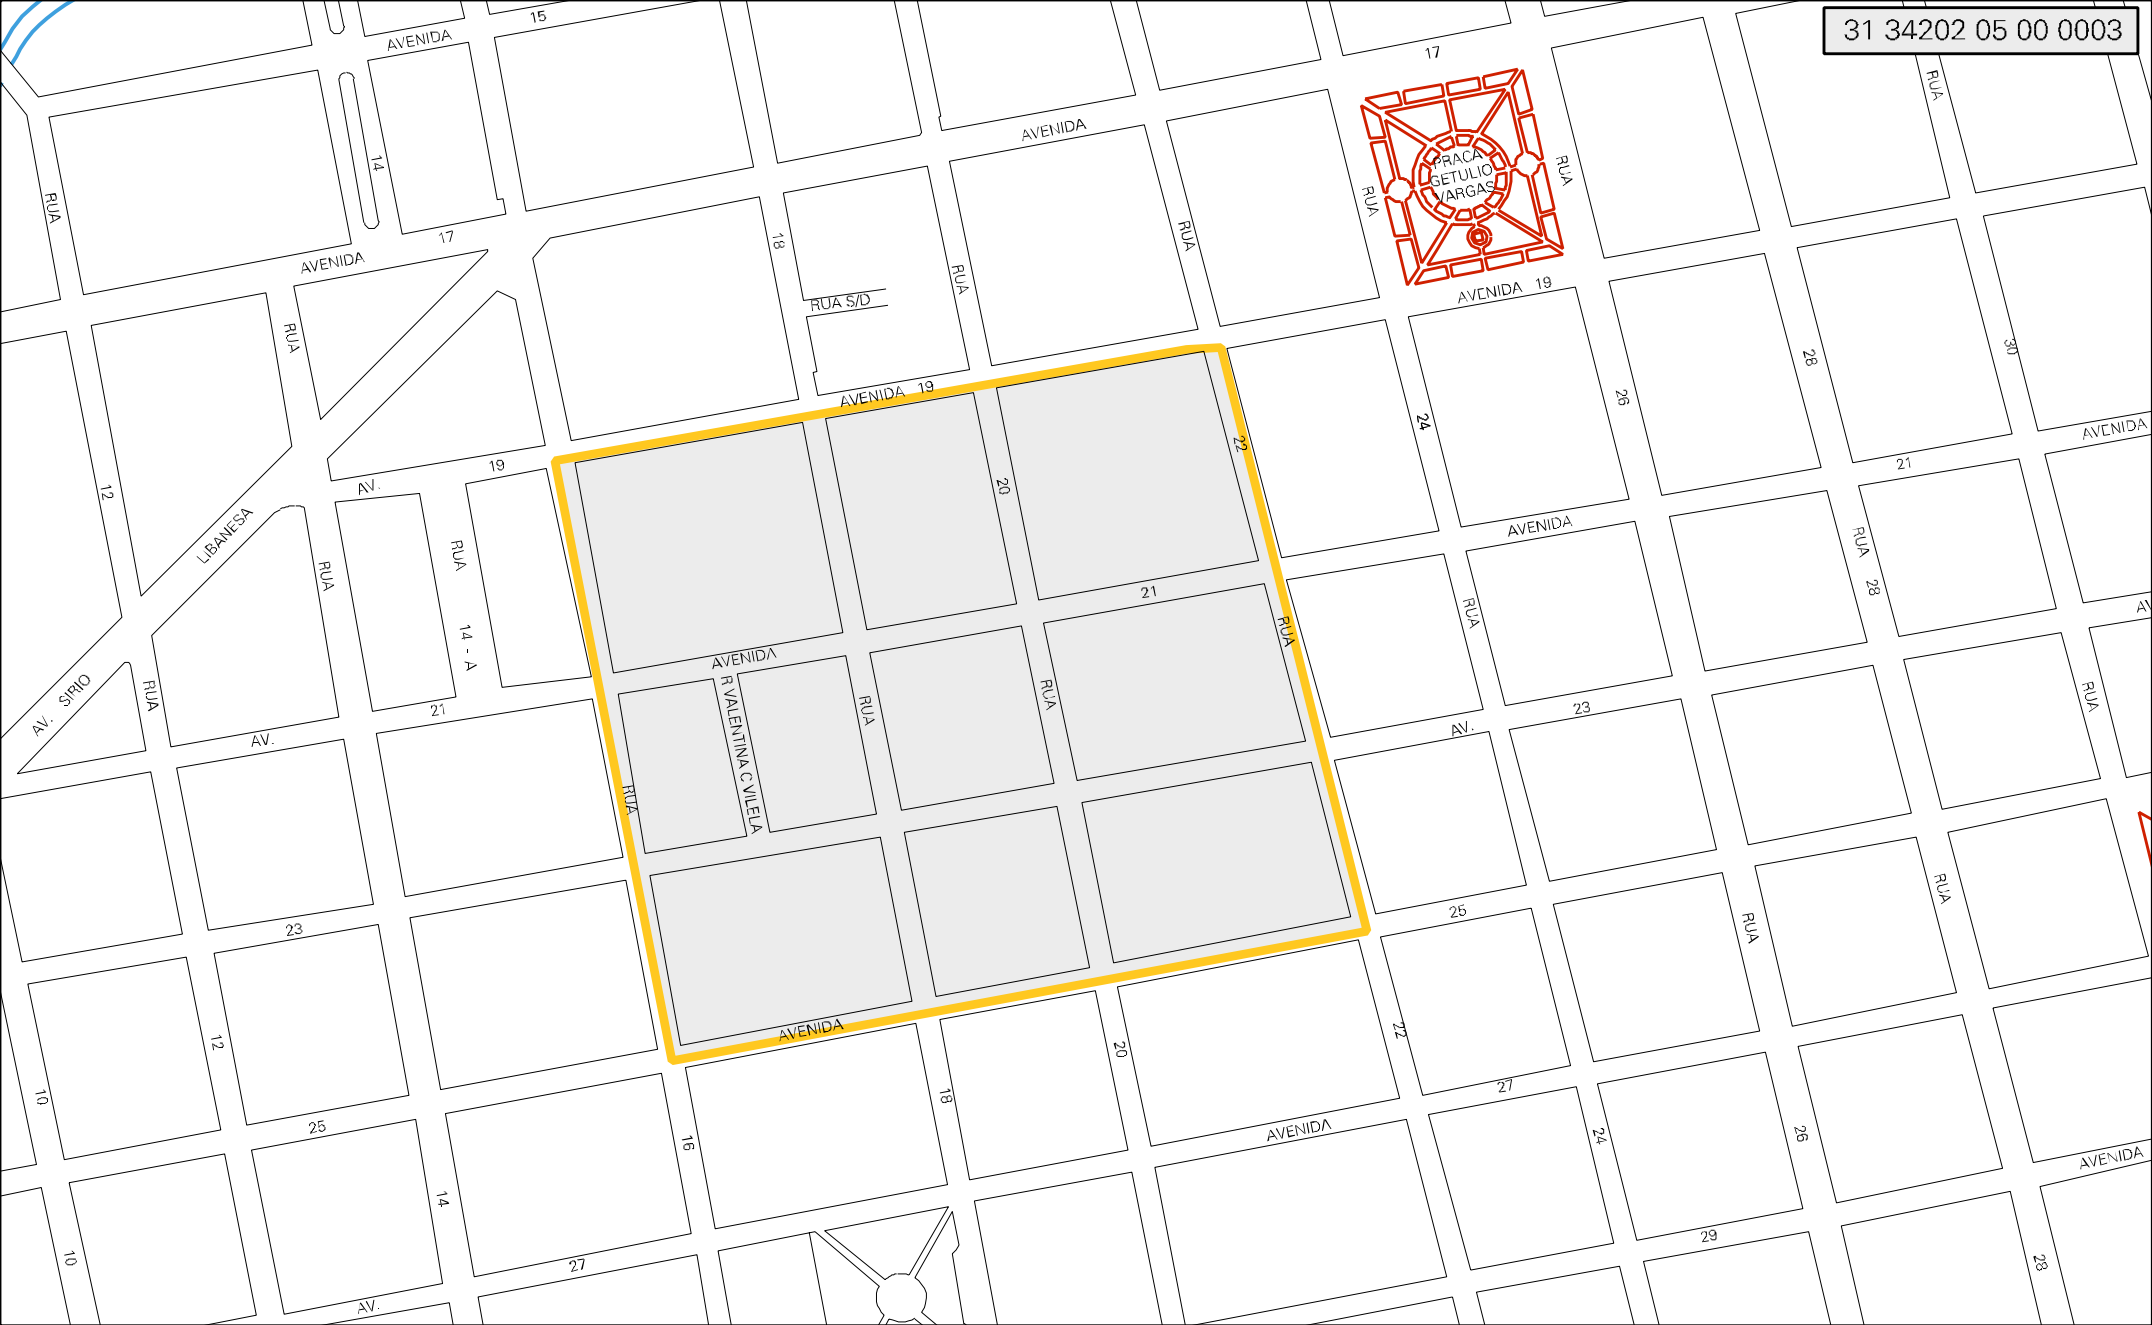 31 34202 05 00 0003
15
AVENIDA
17
RUA
AVENIDA
14
PRACA
GETULIO
VARGAS
RUA
RUA
RUA
RUA
17
18
AVENIDA
RUA
AVENIDA 19
RUA S/D
RUA
30
28
AVENIDA 19
26
24
AVENIDA
22
19
AV.
20
21
12
AVENIDA
LIBANESA
RUA
RUA
RUA
28
21
RUA
AV
14 - A
RUA
AVENIDA
R VALENTINA C VILELA
RUA
RUA
RUA
RUA
AV. SIRIO
21
23
AV.
AV.
RUA
RUA
25
23
RUA
AVENIDA
22
12
20
27
10
18
25
AVENIDA
24
26
16
AVENIDA
14
29
10
27
28
AV.